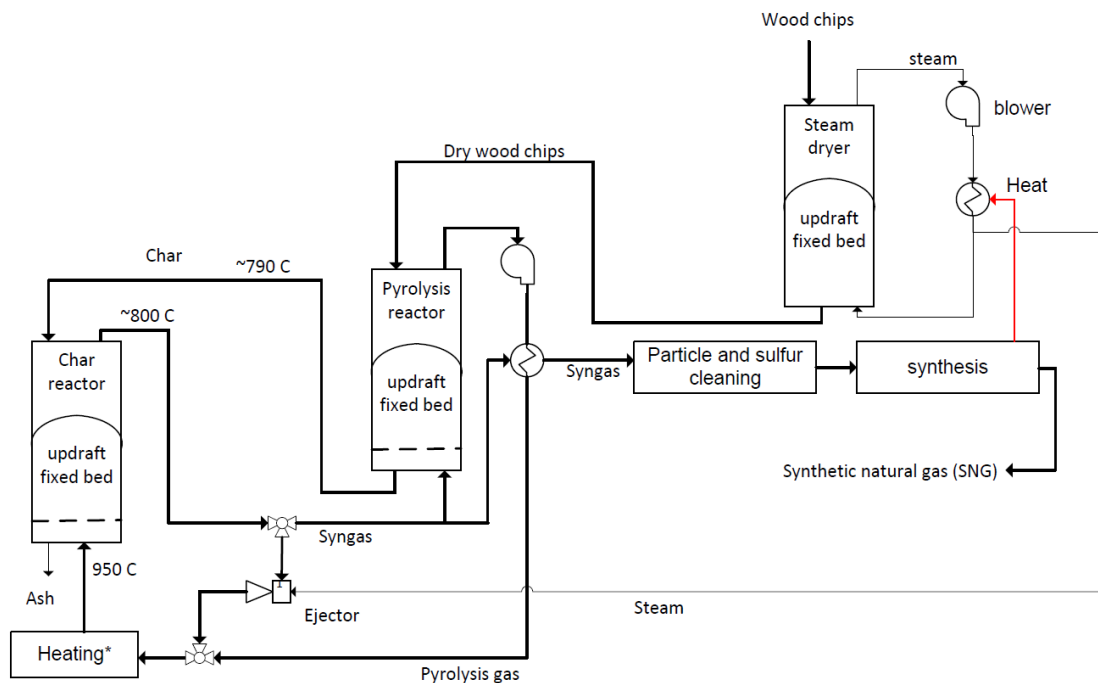 Wood chips
steam
blower
Steam
dryer
Dry wood chips
Heat
updraft
fixed bed
Char
~790 C
Pyrolysis
reactor
~800 C
Char
reactor
Particle and sulfur
cleaning
synthesis
Syngas
updraft
fixed bed
updraft
fixed bed
Synthetic natural gas (SNG)
Syngas
950 C
Ash
Ejector
Steam
Heating*
Pyrolysis gas